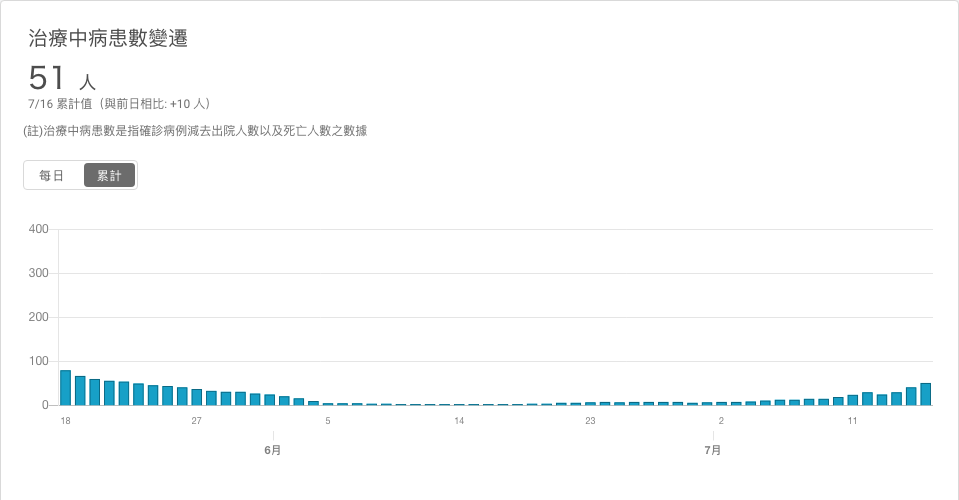 治療中病患數變遷
51 人
7/16 累計值（與前日相比: +10 人）
(註)治療中病患數是指確診病例減去出院人數以及死亡人數之數據
每日 累計
400
300
200
100
0
18 27 5 14 23 2 11
6月 7月